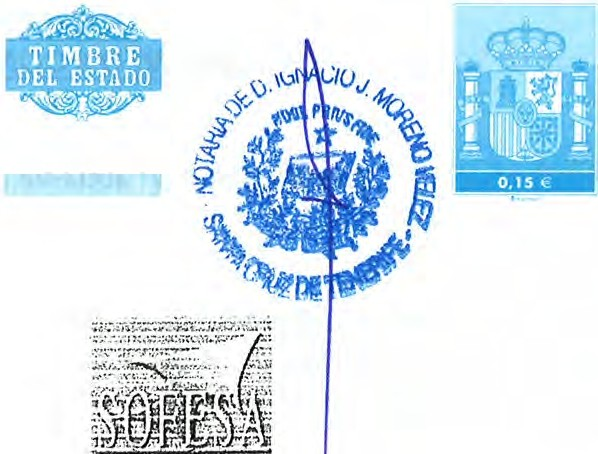 TIMBRE
DEL ESTADO
NOTARIA DE D. IGNACIO J. MORENO VELEZ
SANTA CRUZ DE TENERIFE
0,15 €
SOFESA